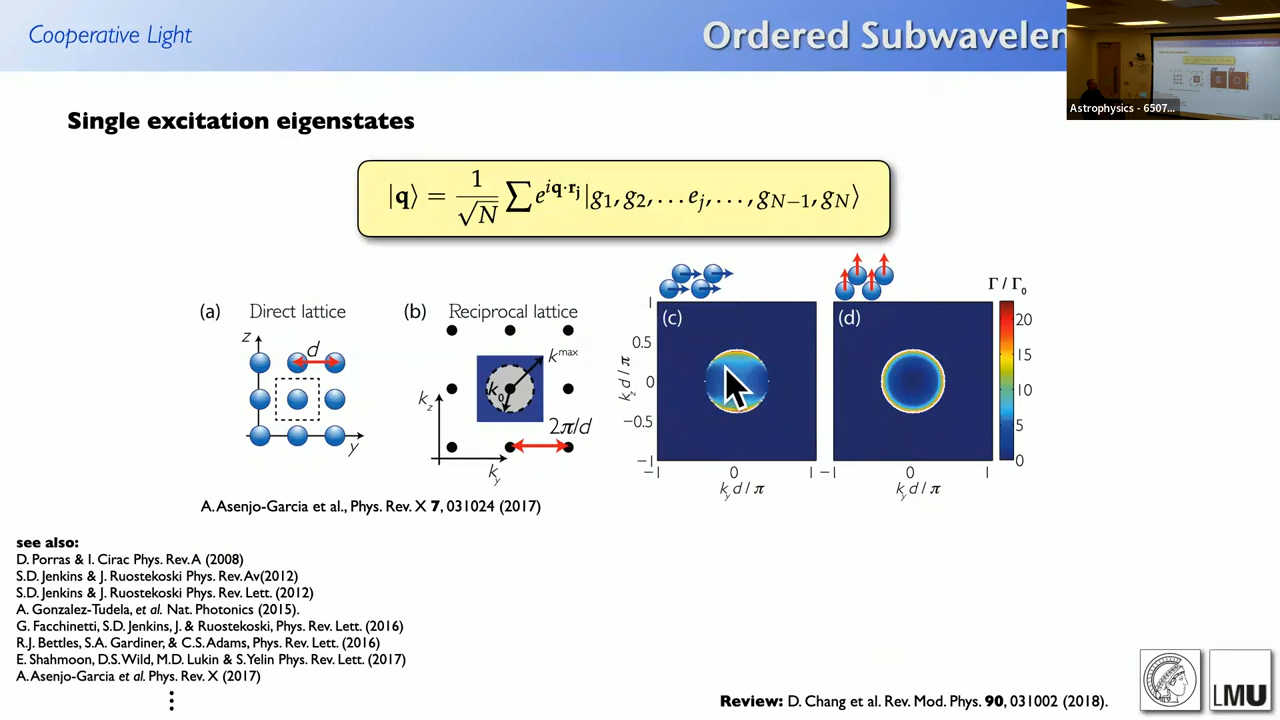 Cooperative Light
Ordered Subwavelen
Astrophysics - 6507...
Single excitation eigenstates
|q⟩ = 1/√N ∑ e^{iq·r_j} |g₁, g₂, . . . e_j, . . . , g_{N−1}, g_N⟩
(a) Direct lattice
z
d
y
(b) Reciprocal lattice
k^max
k₀
k_z
2π/d
k_y
(c)
(d)
Γ / Γ₀
1
0.5
0
−0.5
−1
k_z d / π
−1 0 1
k_y d / π
−1 0 1
k_y d / π
20
15
10
5
0
A. Asenjo-Garcia et al., Phys. Rev. X 7, 031024 (2017)
see also:
D. Porras & I. Cirac Phys. Rev. A (2008)
S.D. Jenkins & J. Ruostekoski Phys. Rev. Av(2012)
S.D. Jenkins & J. Ruostekoski Phys. Rev. Lett. (2012)
A. Gonzalez-Tudela, et al. Nat. Photonics (2015).
G. Facchinetti, S.D. Jenkins, J. & Ruostekoski, Phys. Rev. Lett. (2016)
R.J. Bettles, S.A. Gardiner, & C.S. Adams, Phys. Rev. Lett. (2016)
E. Shahmoon, D.S. Wild, M.D. Lukin & S. Yelin Phys. Rev. Lett. (2017)
A. Asenjo-Garcia et al. Phys. Rev. X (2017)
⋮
Review: D. Chang et al. Rev. Mod. Phys. 90, 031002 (2018).
LMU